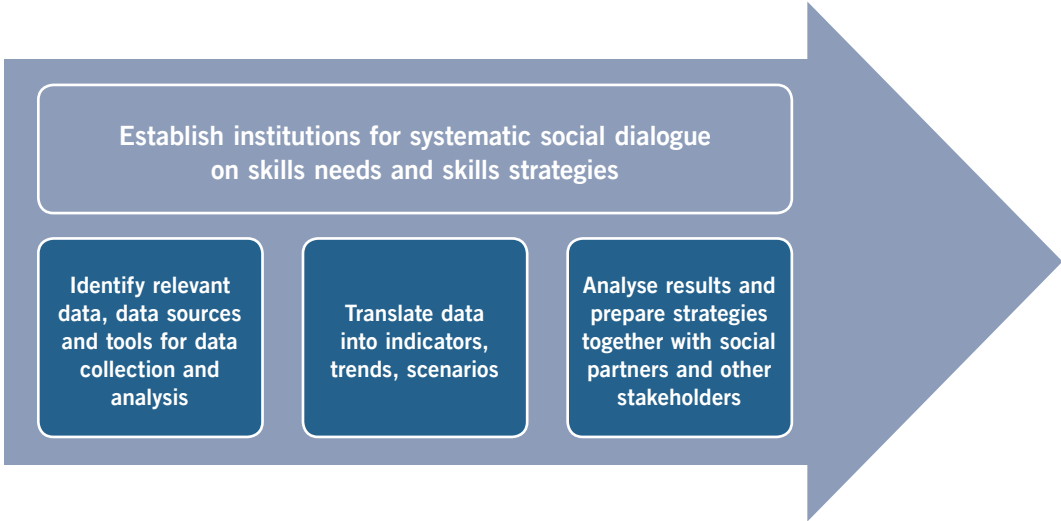 Establish institutions for systematic social dialogue
on skills needs and skills strategies
Identify relevant
data, data sources
and tools for data
collection and
analysis
Translate data
into indicators,
trends, scenarios
Analyse results and
prepare strategies
together with social
partners and other
stakeholders